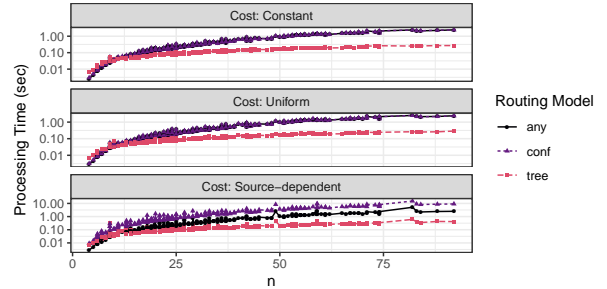 Cost: Constant
1.00
0.10
0.01
Cost: Uniform
1.00
0.10
0.01
Cost: Source−dependent
10.00
1.00
0.10
0.01
0 25 50 75
n
Processing Time (sec)
Routing Model
any
conf
tree